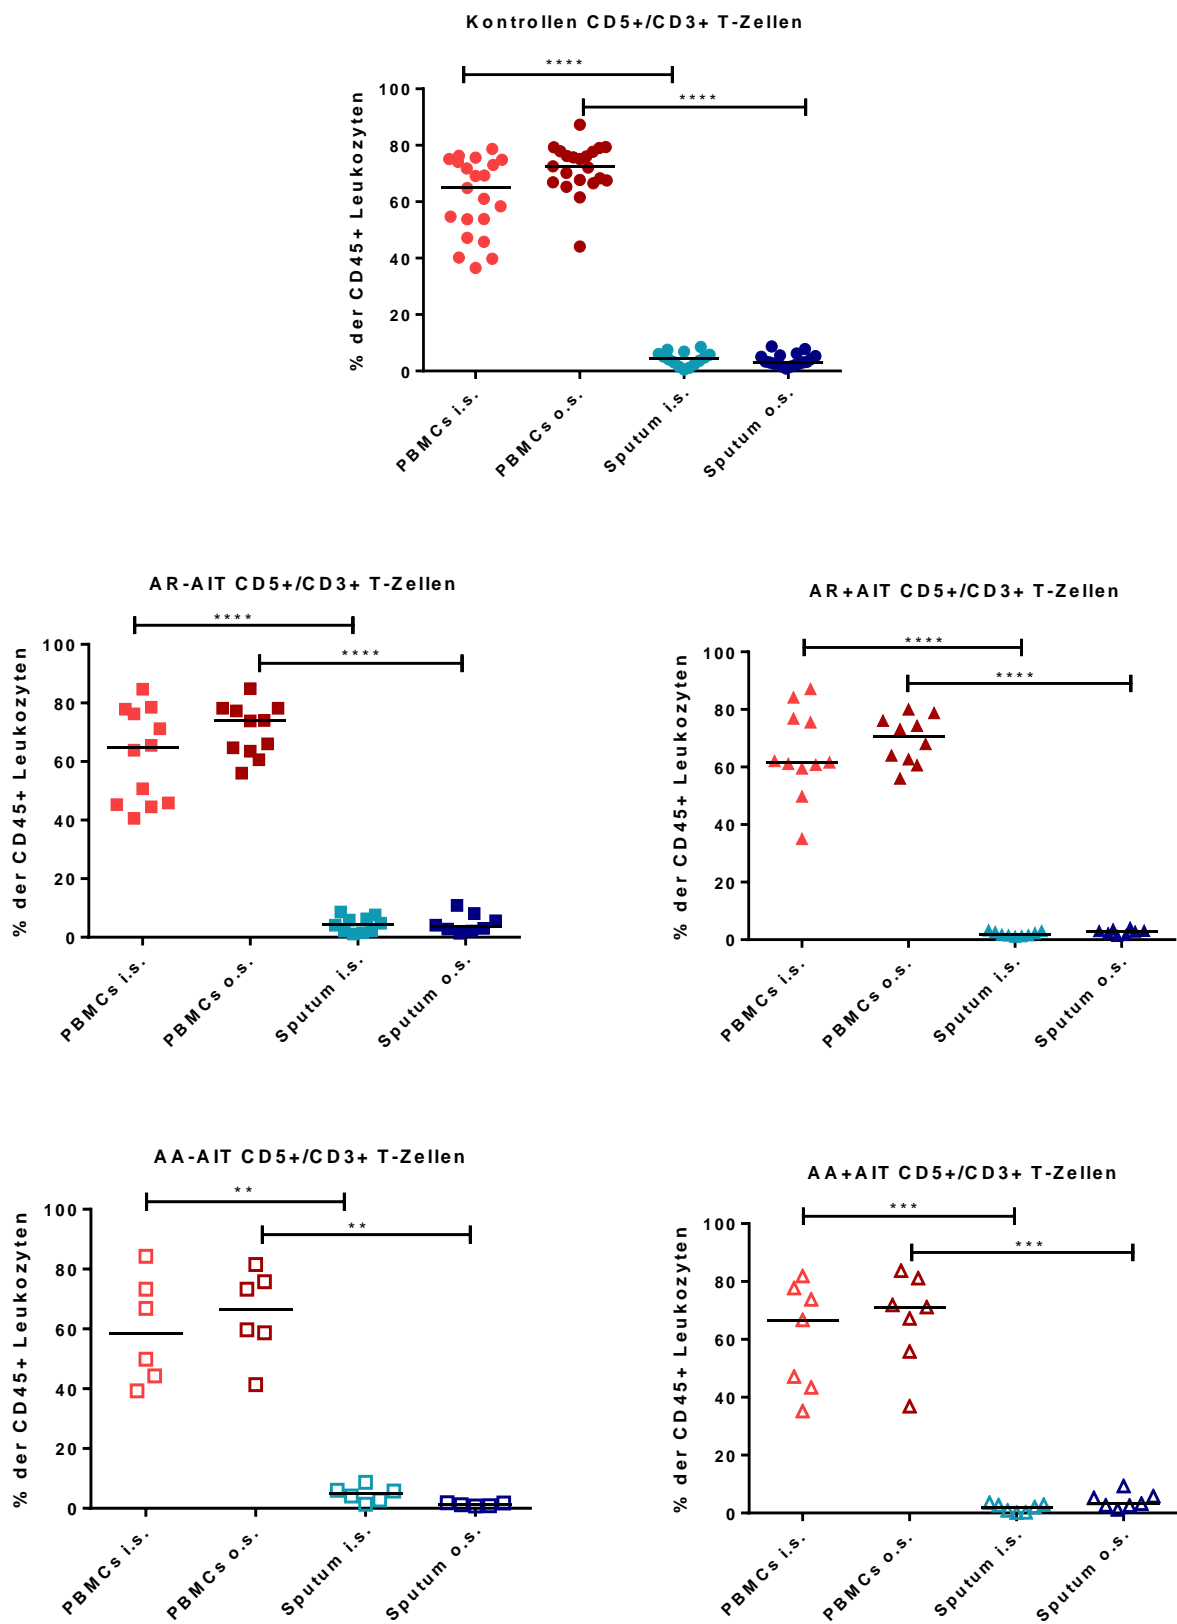 Kontrollen CD5+/CD3+ T-Zellen
****
****
% der CD45+ Leukozyten
100
80
60
40
20
0
PBMCs i.s.
PBMCs o.s.
Sputum i.s.
Sputum o.s.
AR-AIT CD5+/CD3+ T-Zellen
****
****
% der CD45+ Leukozyten
100
80
60
40
20
0
PBMCs i.s.
PBMCs o.s.
Sputum i.s.
Sputum o.s.
AR+AIT CD5+/CD3+ T-Zellen
****
****
% der CD45+ Leukozyten
100
80
60
40
20
0
PBMCs i.s.
PBMCs o.s.
Sputum i.s.
Sputum o.s.
AA-AIT CD5+/CD3+ T-Zellen
**
**
% der CD45+ Leukozyten
100
80
60
40
20
0
PBMCs i.s.
PBMCs o.s.
Sputum i.s.
Sputum o.s.
AA+AIT CD5+/CD3+ T-Zellen
***
***
% der CD45+ Leukozyten
100
80
60
40
20
0
PBMCs i.s.
PBMCs o.s.
Sputum i.s.
Sputum o.s.